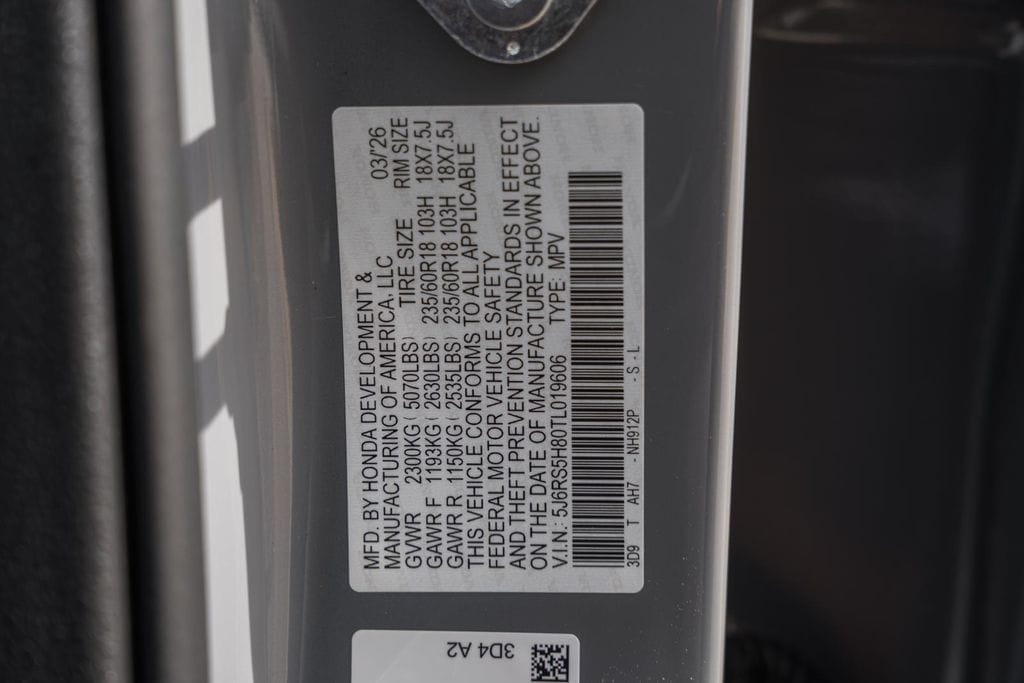 MFD. BY HONDA DEVELOPMENT &
MANUFACTURING OF AMERICA, LLC 03/'26
GVWR 2300KG ( 5070LBS) TIRE SIZE RIM SIZE
GAWR F 1193KG ( 2630LBS) 235/60R18 103H 18X7.5J
GAWR R 1150KG ( 2535LBS) 235/60R18 103H 18X7.5J
THIS VEHICLE CONFORMS TO ALL APPLICABLE
FEDERAL MOTOR VEHICLE SAFETY
AND THEFT PREVENTION STANDARDS IN EFFECT
ON THE DATE OF MANUFACTURE SHOWN ABOVE.
V.I.N.: 5J6RS5H80TL019606 TYPE: MPV
3D9 T AH7 - NH912P - S - L
3D4 A2